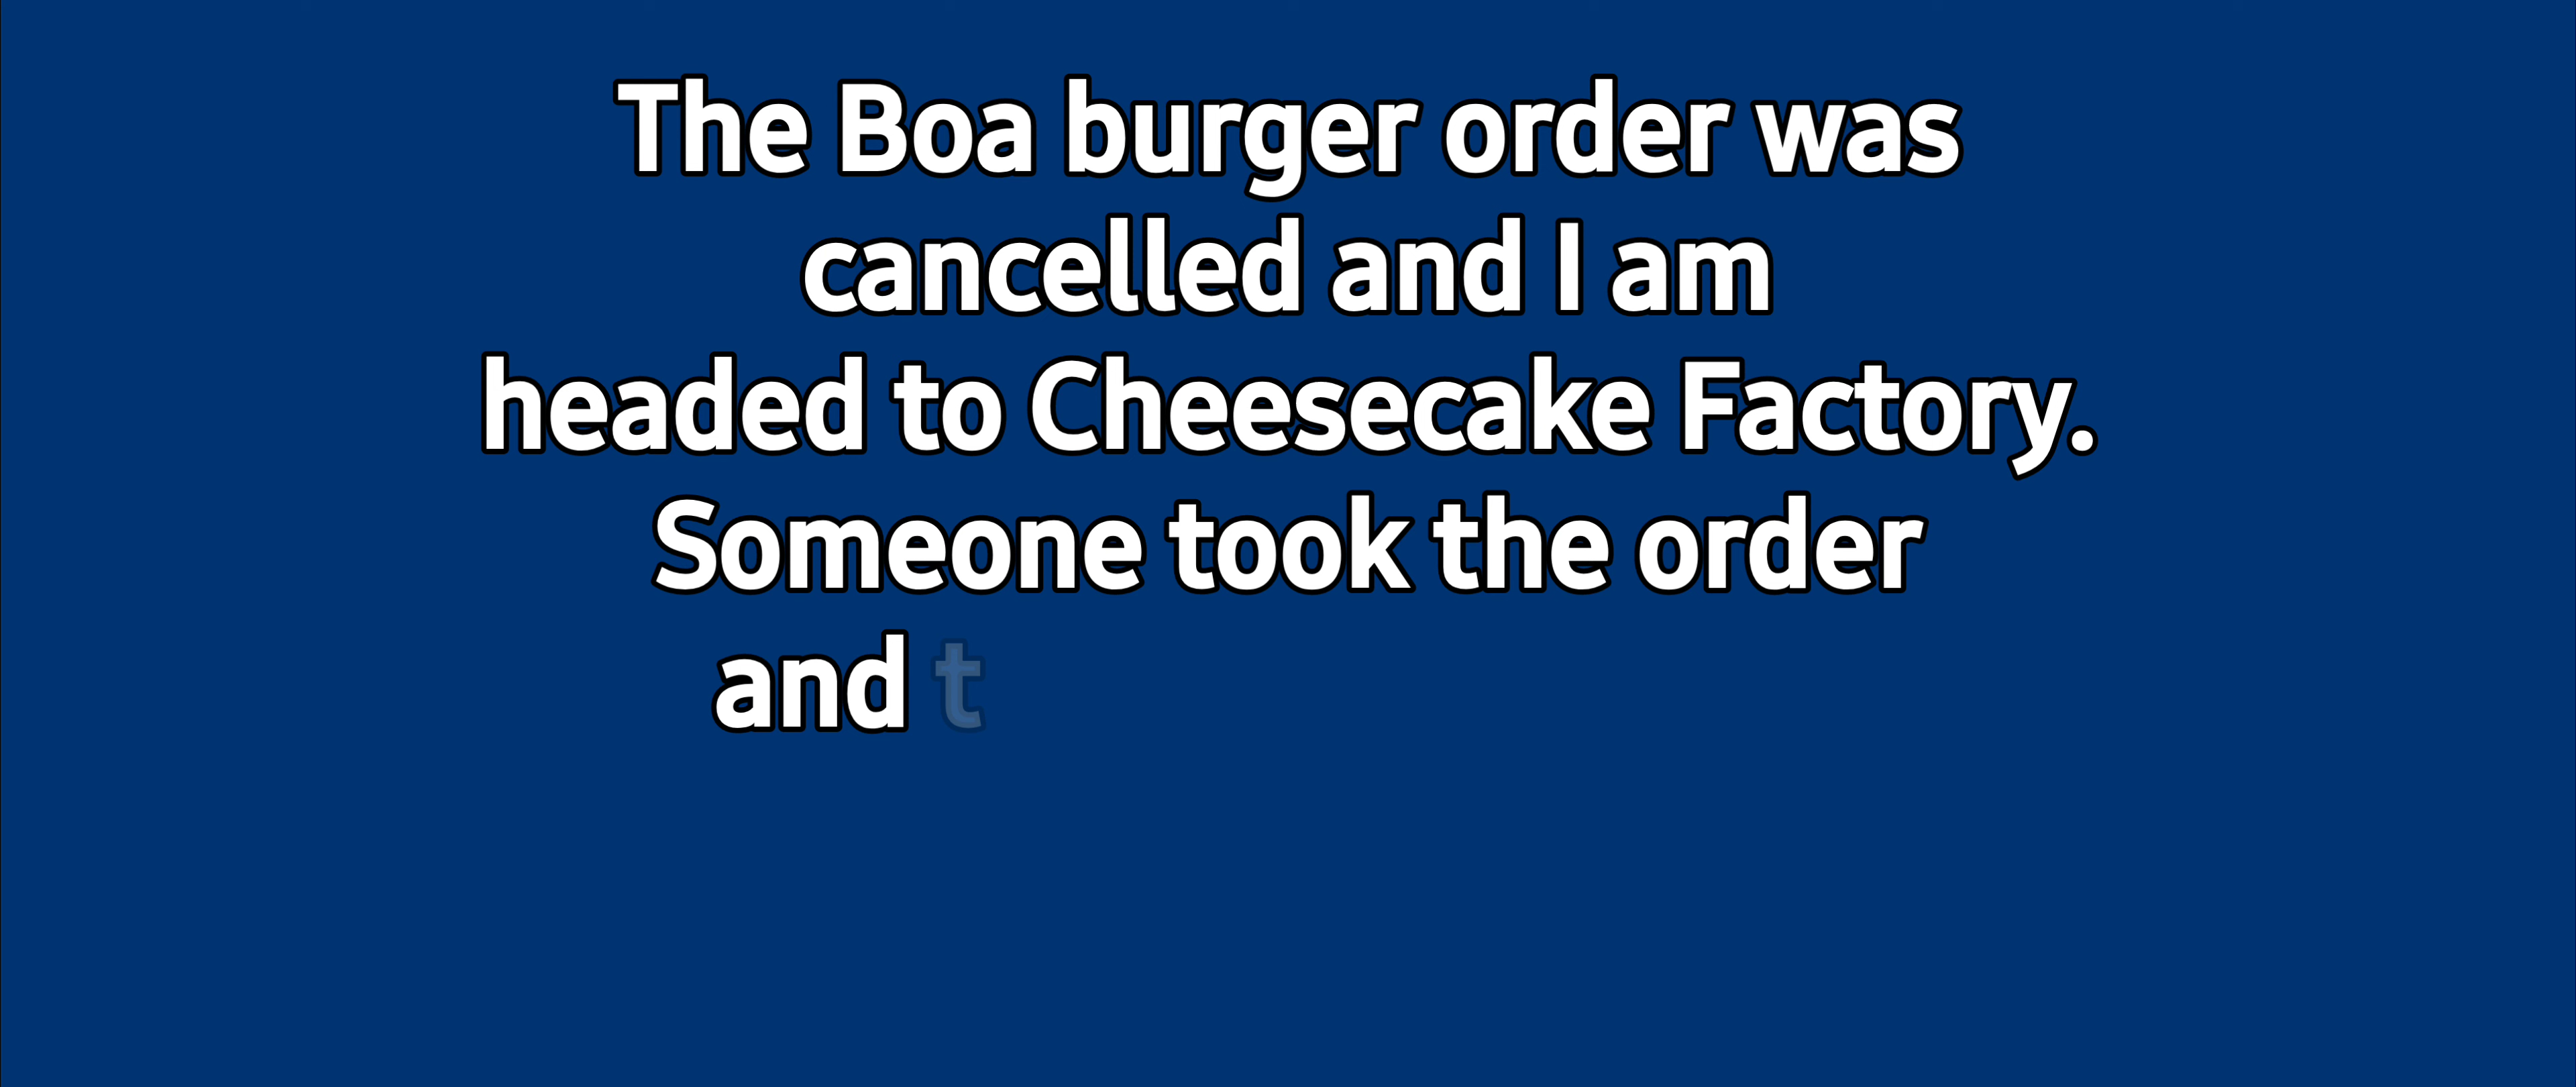 The Boa burger order was
cancelled and I am
headed to Cheesecake Factory.
Someone took the order
and t